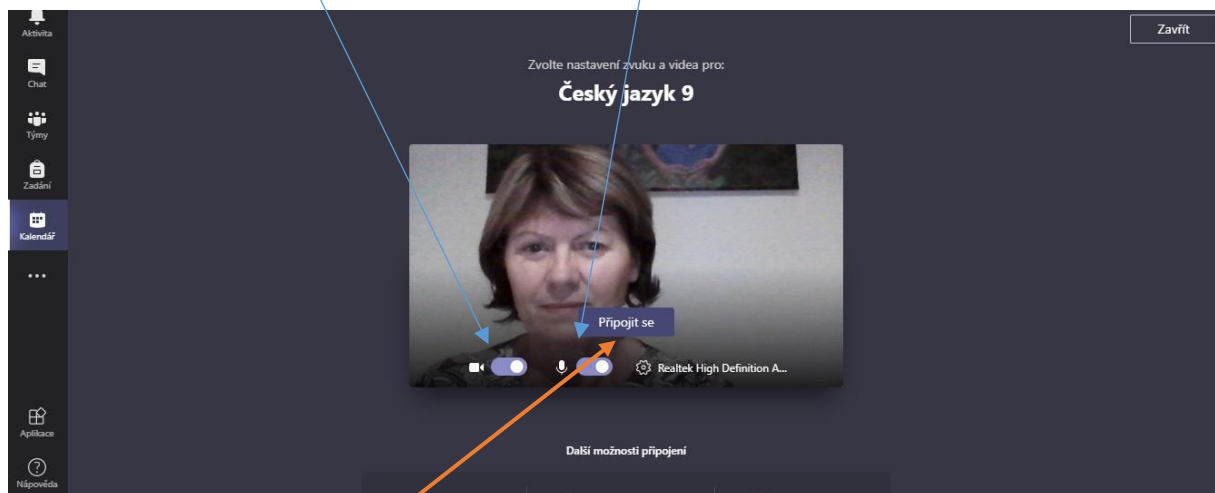 Aktivita
Chat
Týmy
Zadání
Kalendář
Aplikace
Nápověda
Zavřít
Zvolte nastavení zvuku a videa pro:
Český jazyk 9
Připojit se
Realtek High Definition A...
Další možnosti připojení